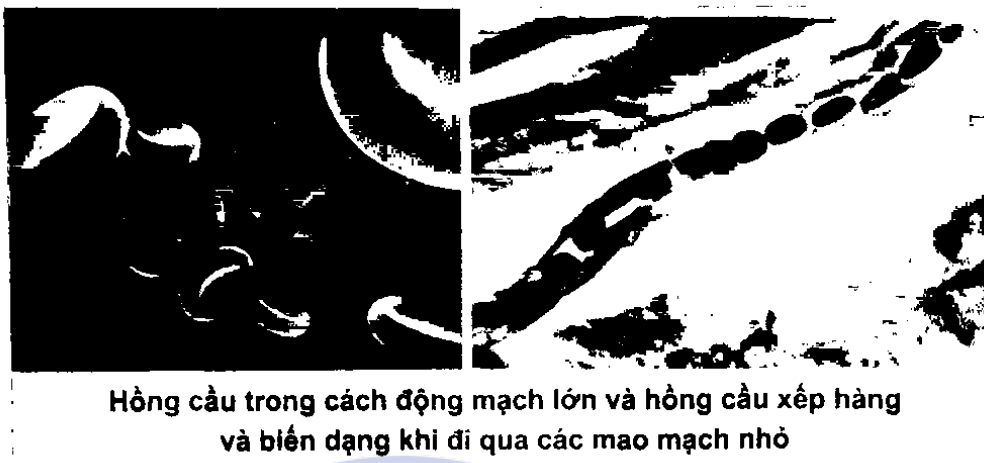 Hồng cầu trong cách động mạch lớn và hồng cầu xếp hàng
và biến dạng khi đi qua các mao mạch nhỏ